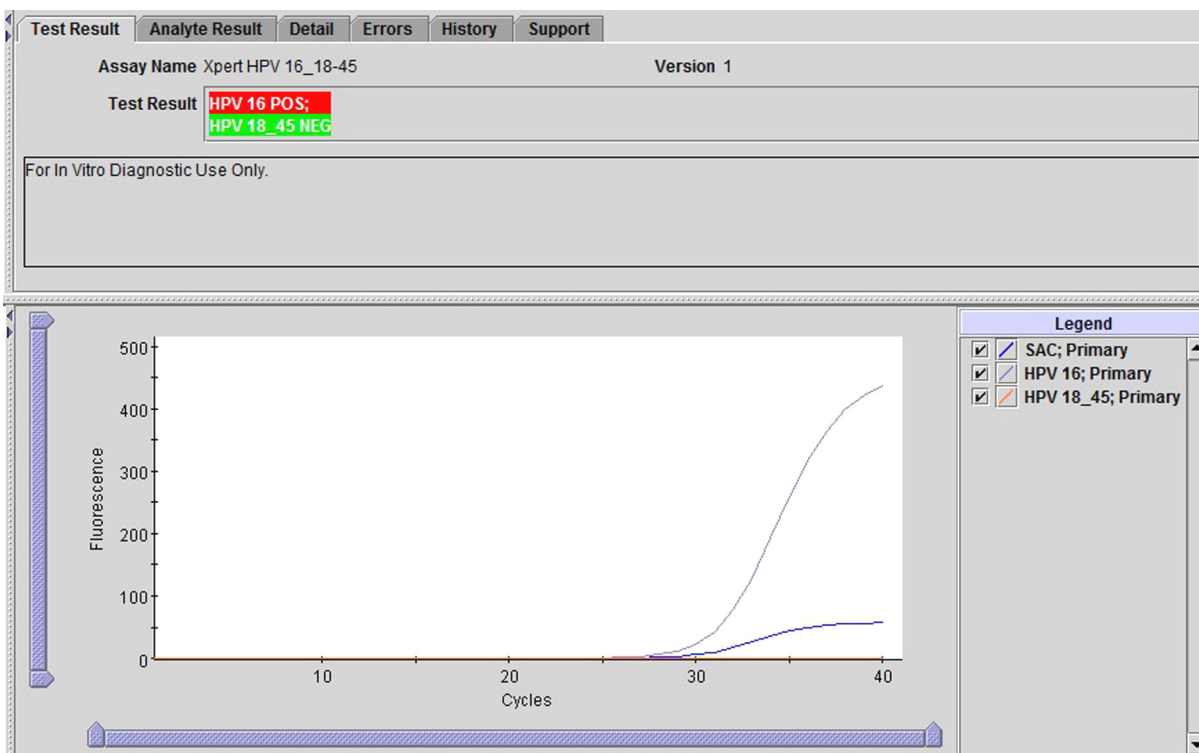 Test Result Analyte Result Detail Errors History Support
Assay Name Xpert HPV 16_18-45 Version 1
Test Result HPV 16 POS;
HPV 18_45 NEG
For In Vitro Diagnostic Use Only.
Legend
SAC; Primary
HPV 16; Primary
HPV 18_45; Primary
500
400
300
200
100
0
Fluorescence
10 20 30 40
Cycles